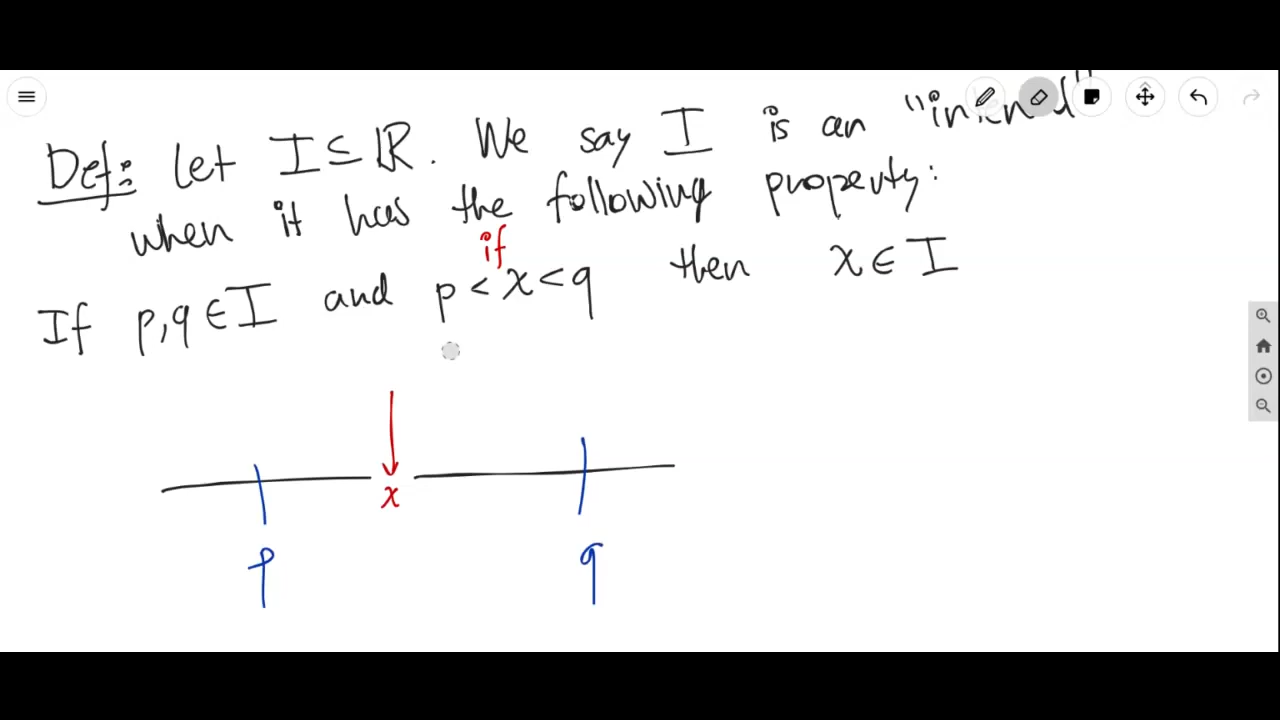 Def: Let I ⊆ ℝ. We say I is an "interval"
when it has the following property:
if
If p,q ∈ I and p < x < q then x ∈ I
x
p q